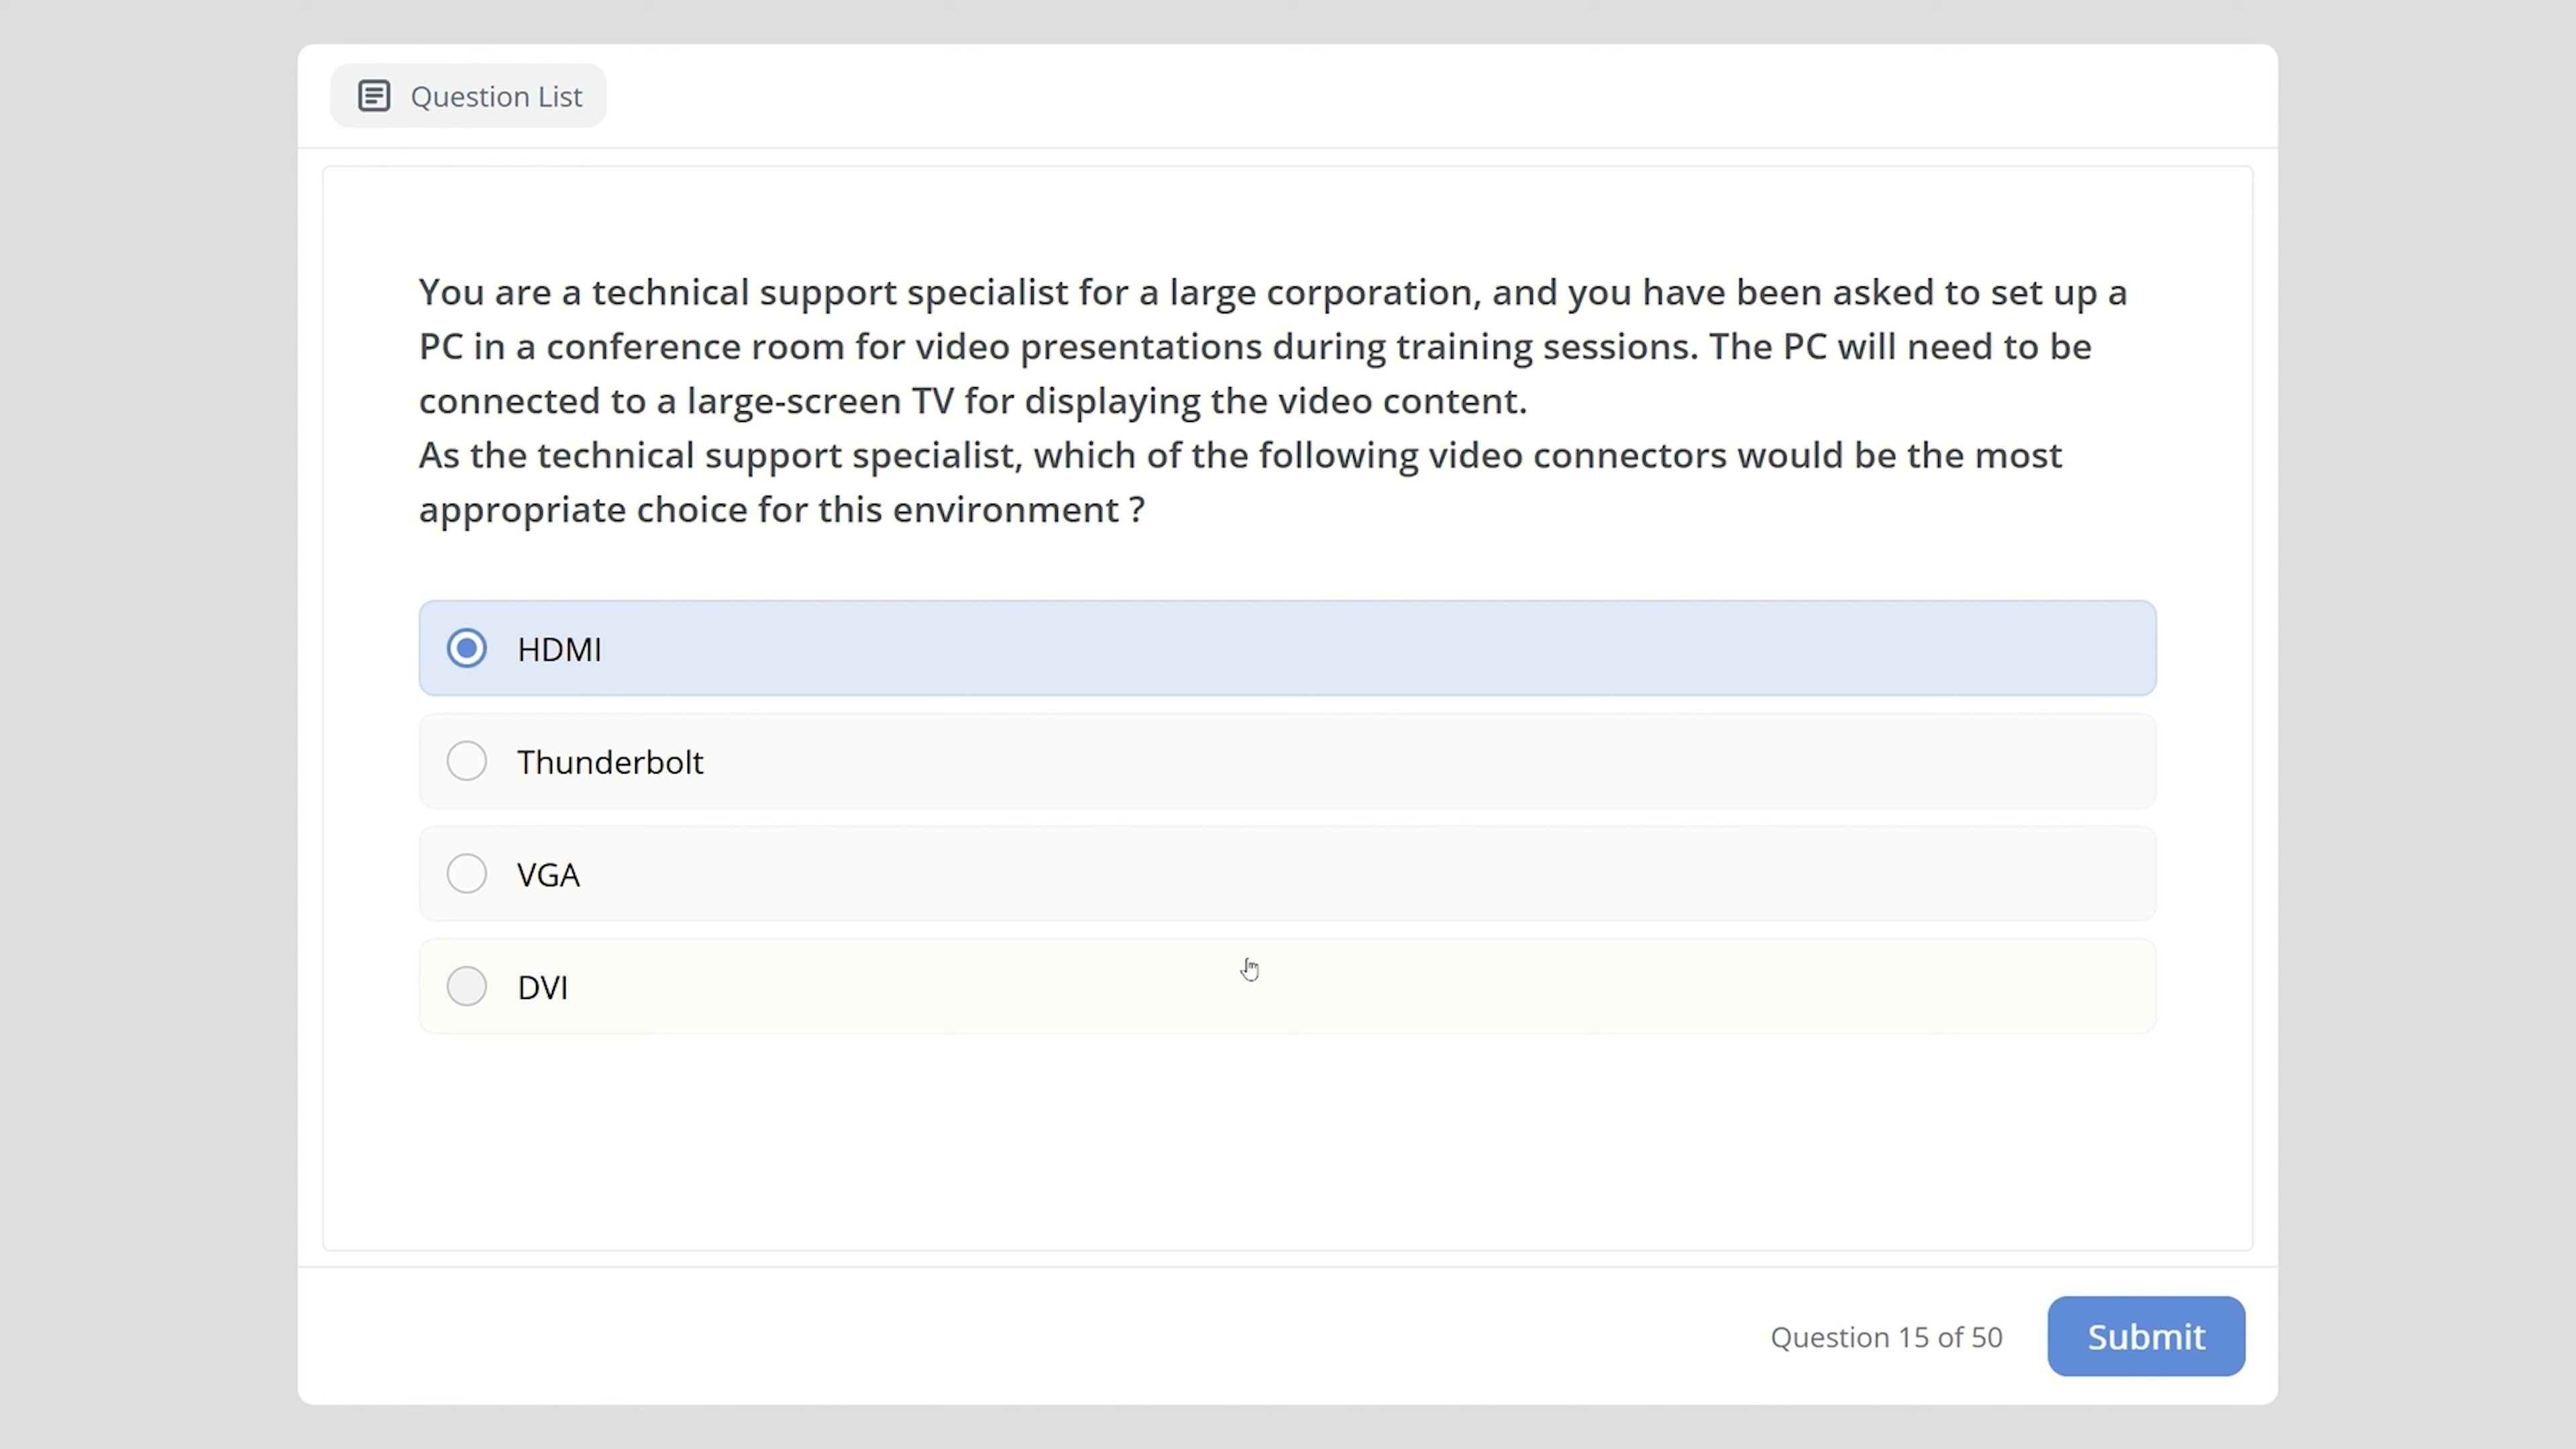 Question List
You are a technical support specialist for a large corporation, and you have been asked to set up a
PC in a conference room for video presentations during training sessions. The PC will need to be
connected to a large-screen TV for displaying the video content.
As the technical support specialist, which of the following video connectors would be the most
appropriate choice for this environment ?
HDMI
Thunderbolt
VGA
DVI
Question 15 of 50
Submit